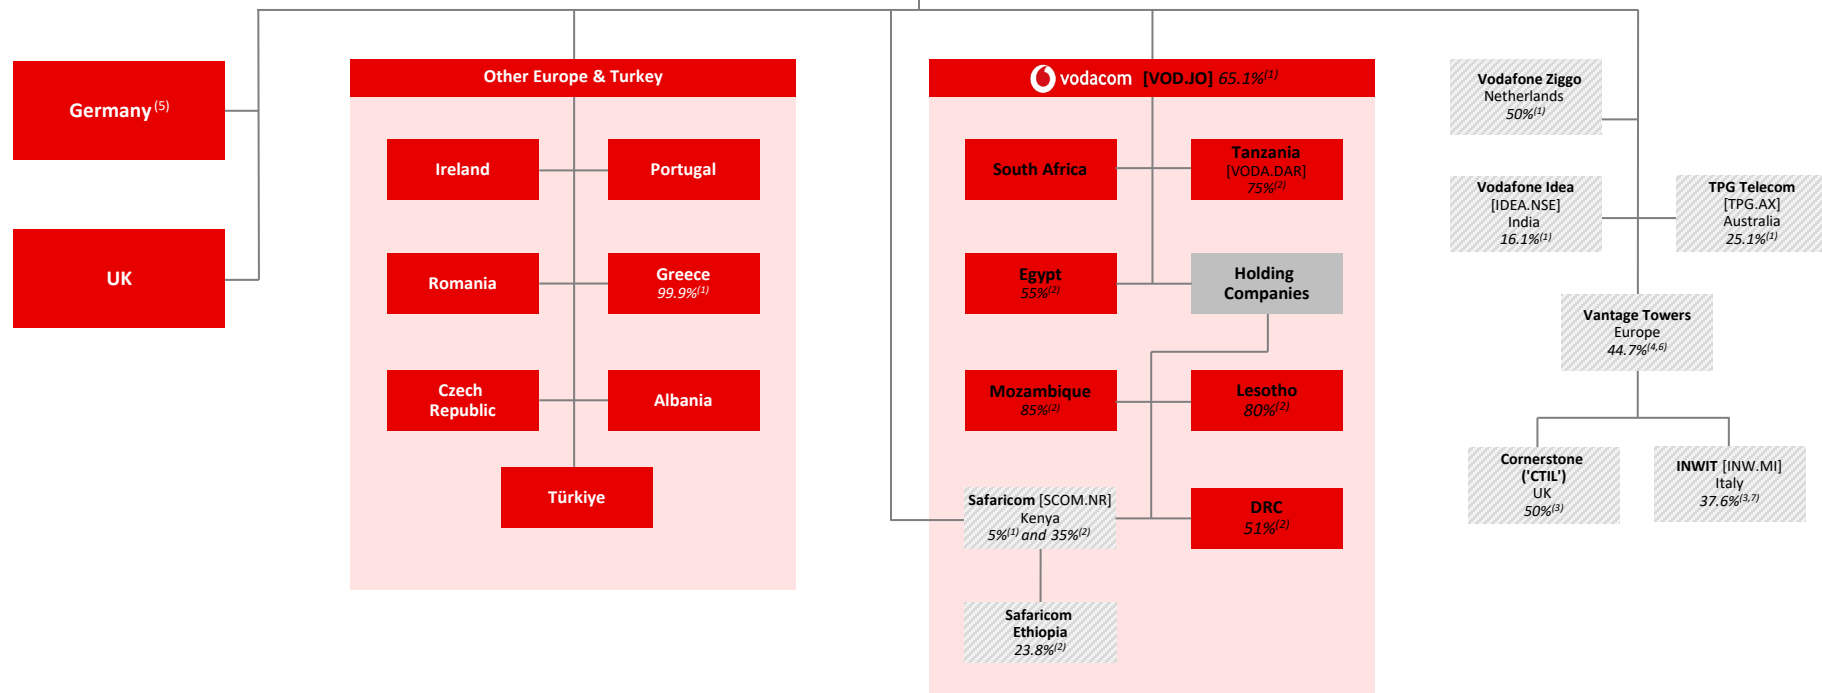 Germany (5)
UK
Other Europe & Turkey
Ireland
Portugal
Romania
Greece
99.9%(1)
Czech
Republic
Albania
Türkiye
vodacom [VOD.JO] 65.1%(1)
South Africa
Tanzania
[VODA.DAR]
75%(2)
Egypt
55%(2)
Holding
Companies
Mozambique
85%(2)
Lesotho
80%(2)
Safaricom [SCOM.NR]
Kenya
5%(1) and 35%(2)
DRC
51%(2)
Safaricom
Ethiopia
23.8%(2)
Vodafone Ziggo
Netherlands
50%(1)
Vodafone Idea
[IDEA.NSE]
India
16.1%(1)
TPG Telecom
[TPG.AX]
Australia
25.1%(1)
Vantage Towers
Europe
44.7%(4,6)
Cornerstone
('CTIL')
UK
50%(3)
INWIT [INW.MI]
Italy
37.6%(3,7)